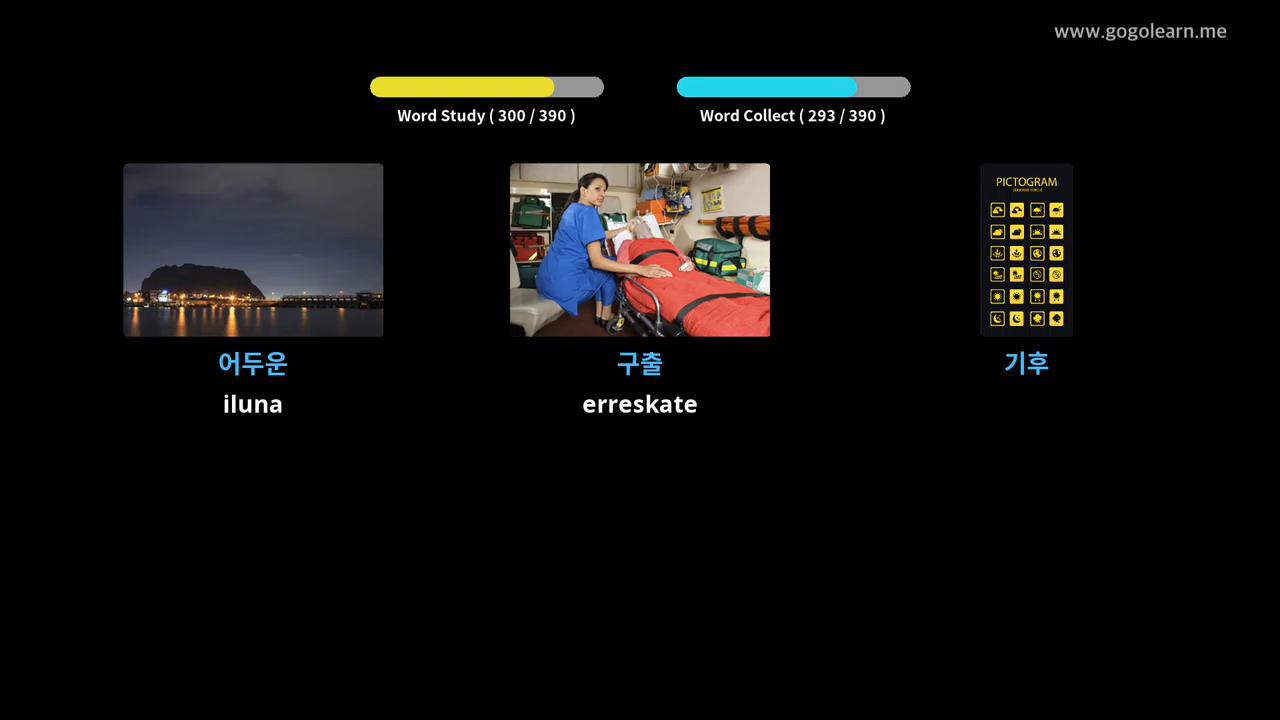 www.gogolearn.me
Word Study ( 300 / 390 )
Word Collect ( 293 / 390 )
PICTOGRAM
어두운
구출
기후
iluna
erreskate